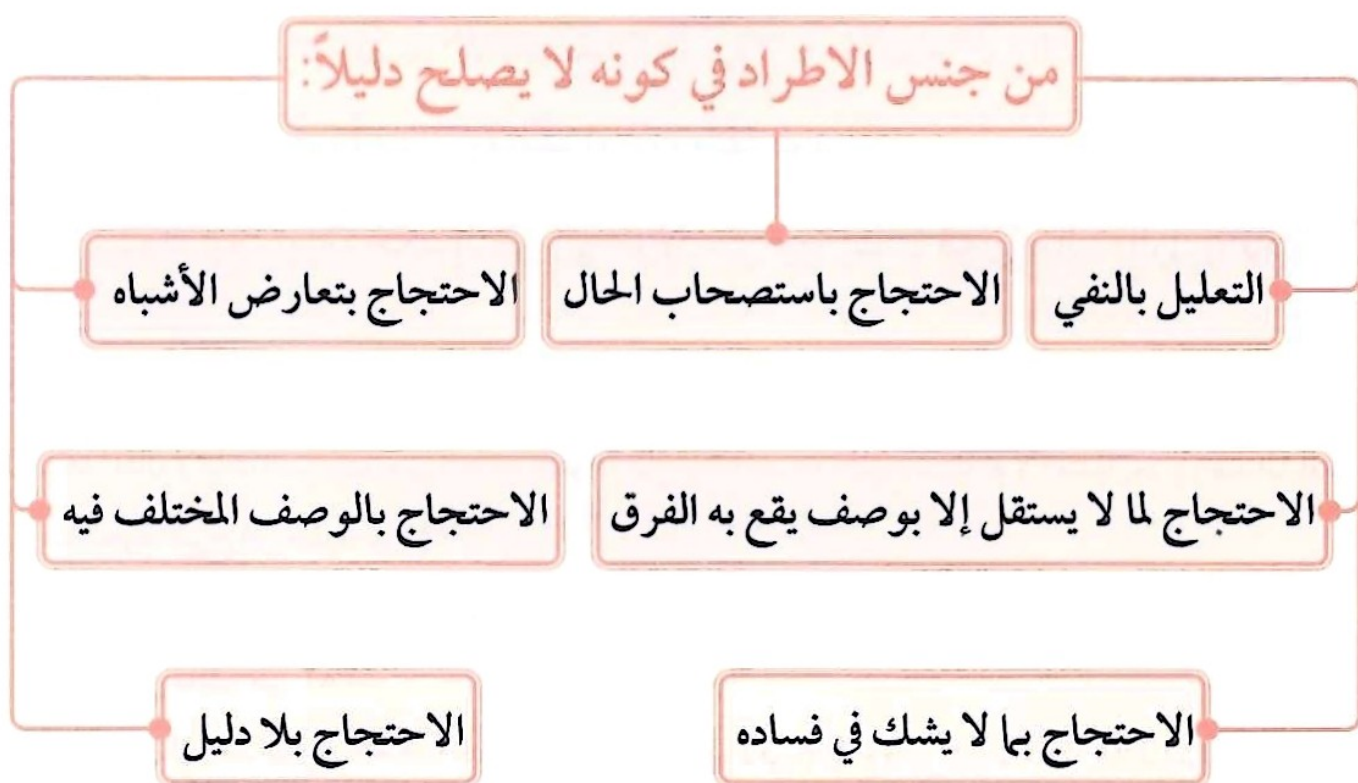 من جنس الاطراد في كونه لا يصلح دليلاً:
التعليل بالنفي
الاحتجاج باستصحاب الحال
الاحتجاج بتعارض الأشباه
الاحتجاج لما لا يستقل إلا بوصف يقع به الفرق
الاحتجاج بالوصف المختلف فيه
الاحتجاج بما لا يشك في فساده
الاحتجاج بلا دليل